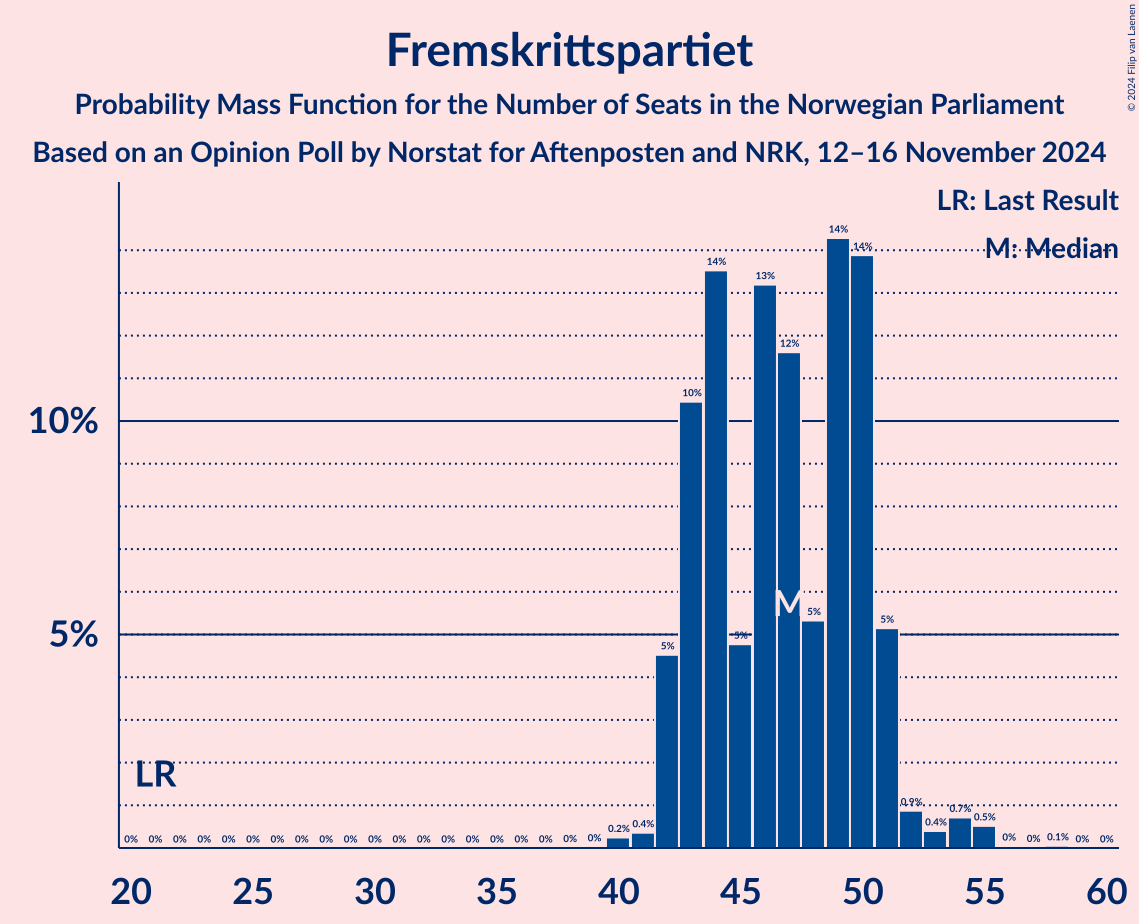 Fremskrittspartiet
Probability Mass Function for the Number of Seats in the Norwegian Parliament
Based on an Opinion Poll by Norstat for Aftenposten and NRK, 12–16 November 2024
© 2024 Filip van Laenen
LR: Last Result
M: Median
10%
5%
LR
M
0% 0% 0% 0% 0% 0% 0% 0% 0% 0% 0% 0% 0% 0% 0% 0% 0% 0% 0% 0% 0.2% 0.4% 5% 10% 14% 5% 13% 12% 5% 14% 14% 5% 0.9% 0.4% 0.7% 0.5% 0% 0% 0.1% 0% 0%
20 25 30 35 40 45 50 55 60